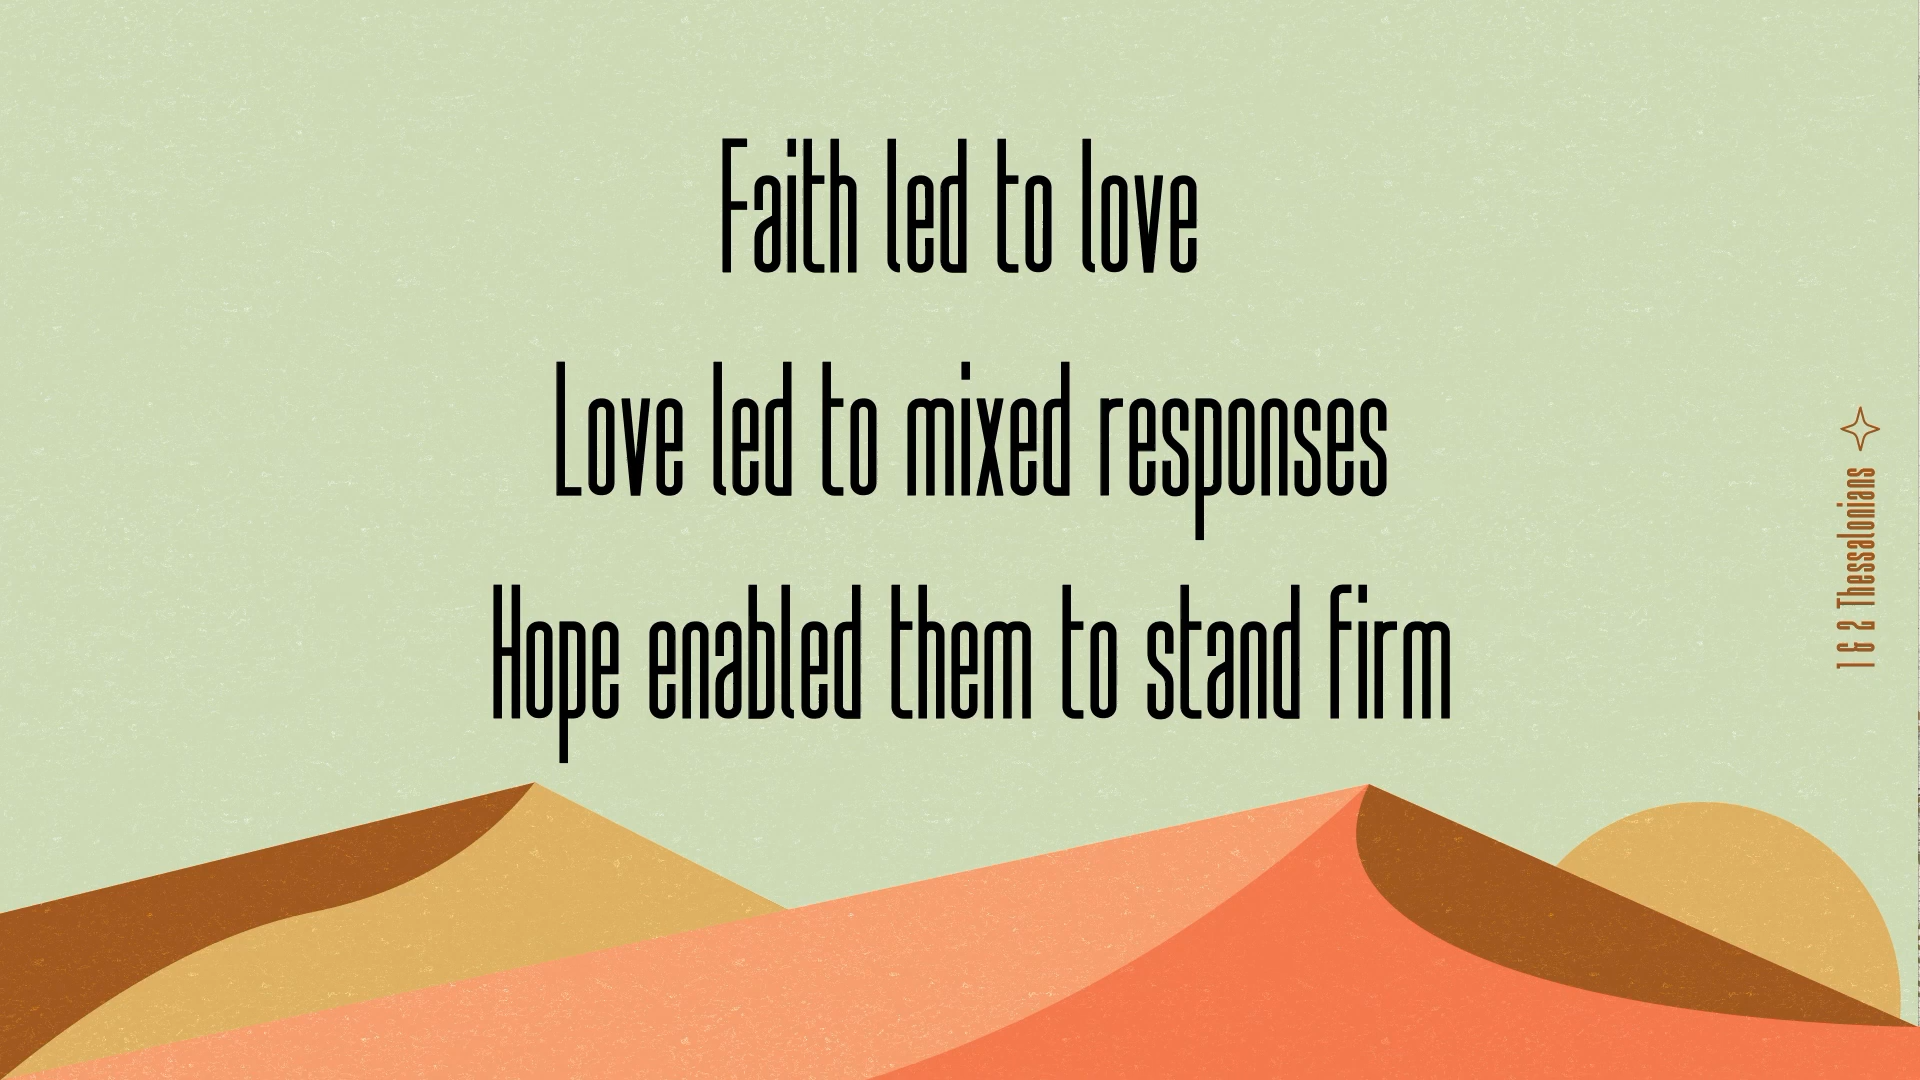 Faith led to love
Love led to mixed responses
Hope enabled them to stand firm
1 & 2 Thessalonians